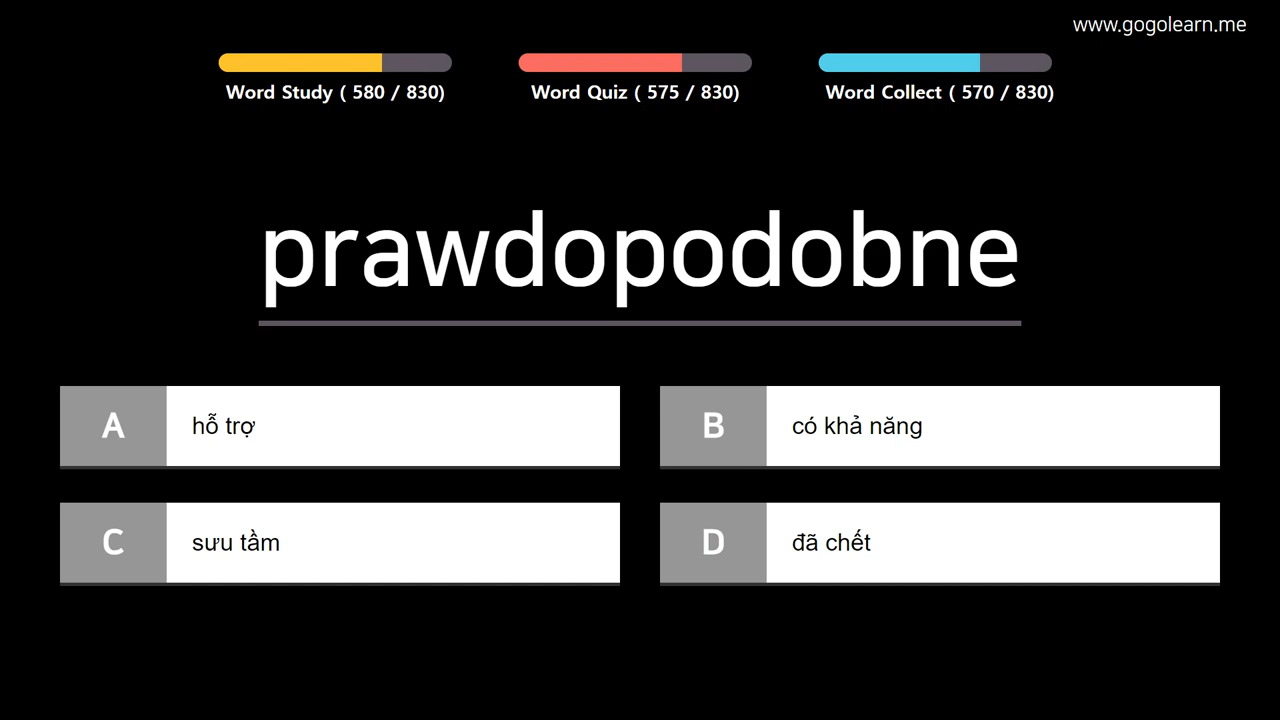 www.gogolearn.me
Word Study ( 580 / 830)
Word Quiz ( 575 / 830)
Word Collect ( 570 / 830)
prawdopodobne
A hỗ trợ
B có khả năng
C sưu tầm
D đã chết